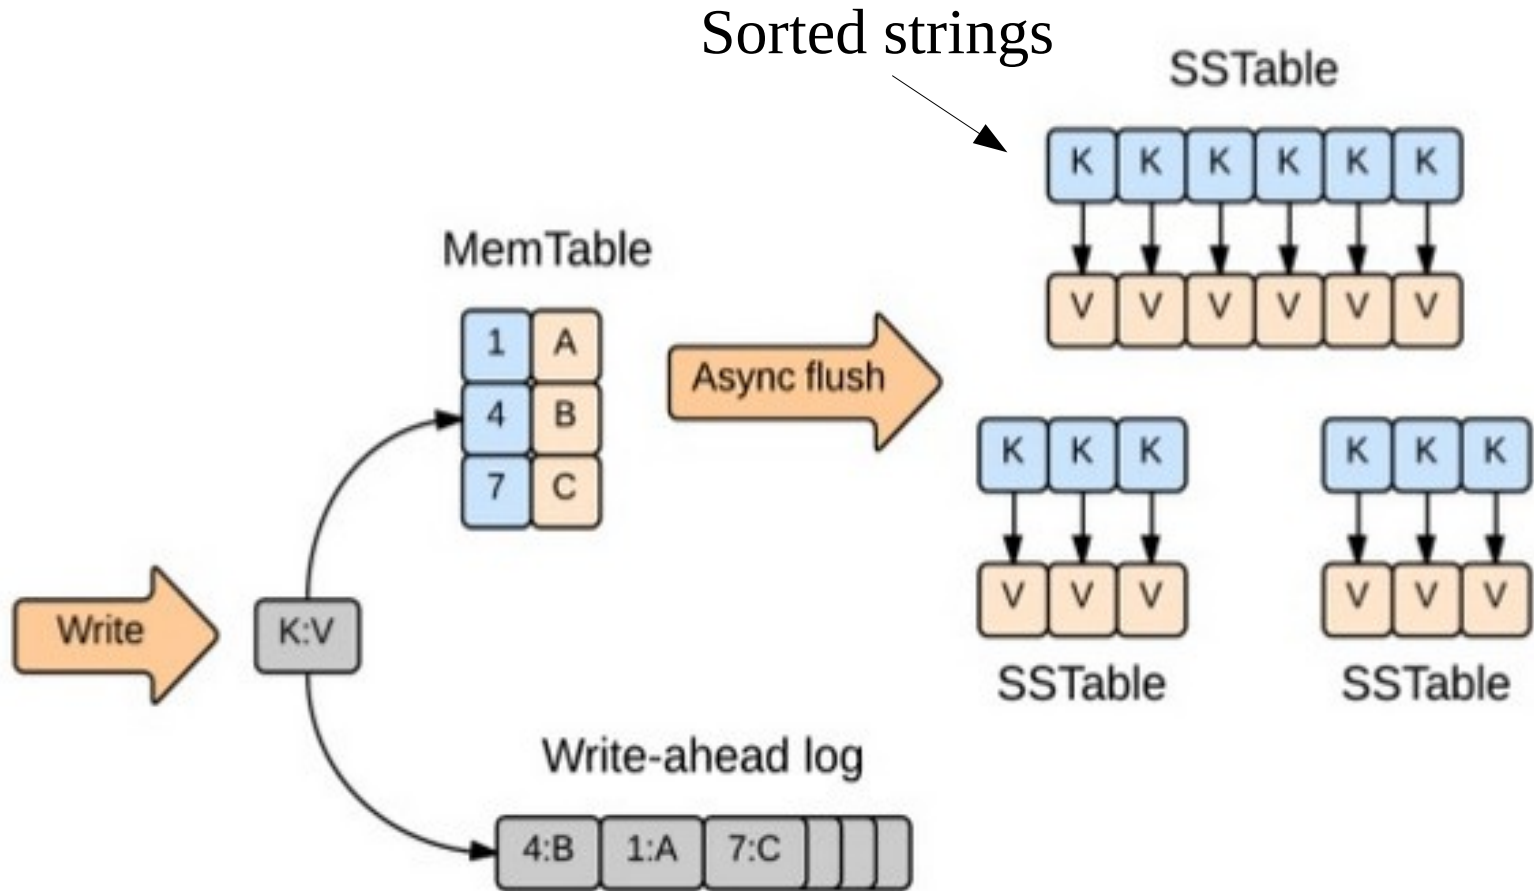 Sorted strings
SSTable
K K K K K K
V V V V V V
MemTable
1 A
4 B
7 C
Async flush
K K K
V V V
SSTable
K K K
V V V
SSTable
Write
K:V
Write-ahead log
4:B 1:A 7:C